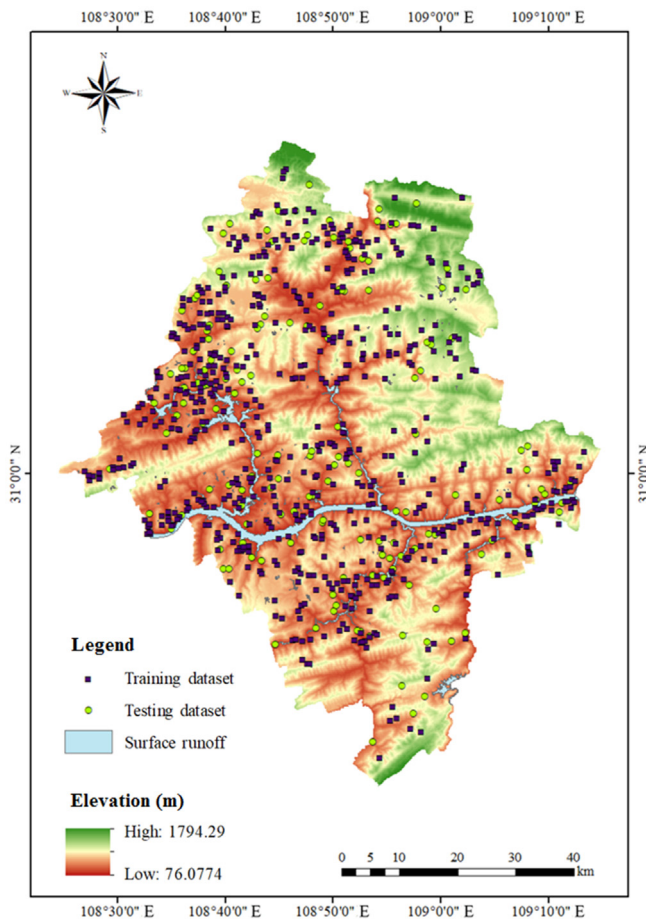 108°30'0" E 108°40'0" E 108°50'0" E 109°0'0" E 109°10'0" E
N
W E
S
31°0'0" N 31°0'0" N
Legend
Training dataset
Testing dataset
Surface runoff
Elevation (m)
High: 1794.29
Low: 76.0774
0 5 10 20 30 40
km
108°30'0" E 108°40'0" E 108°50'0" E 109°0'0" E 109°10'0" E